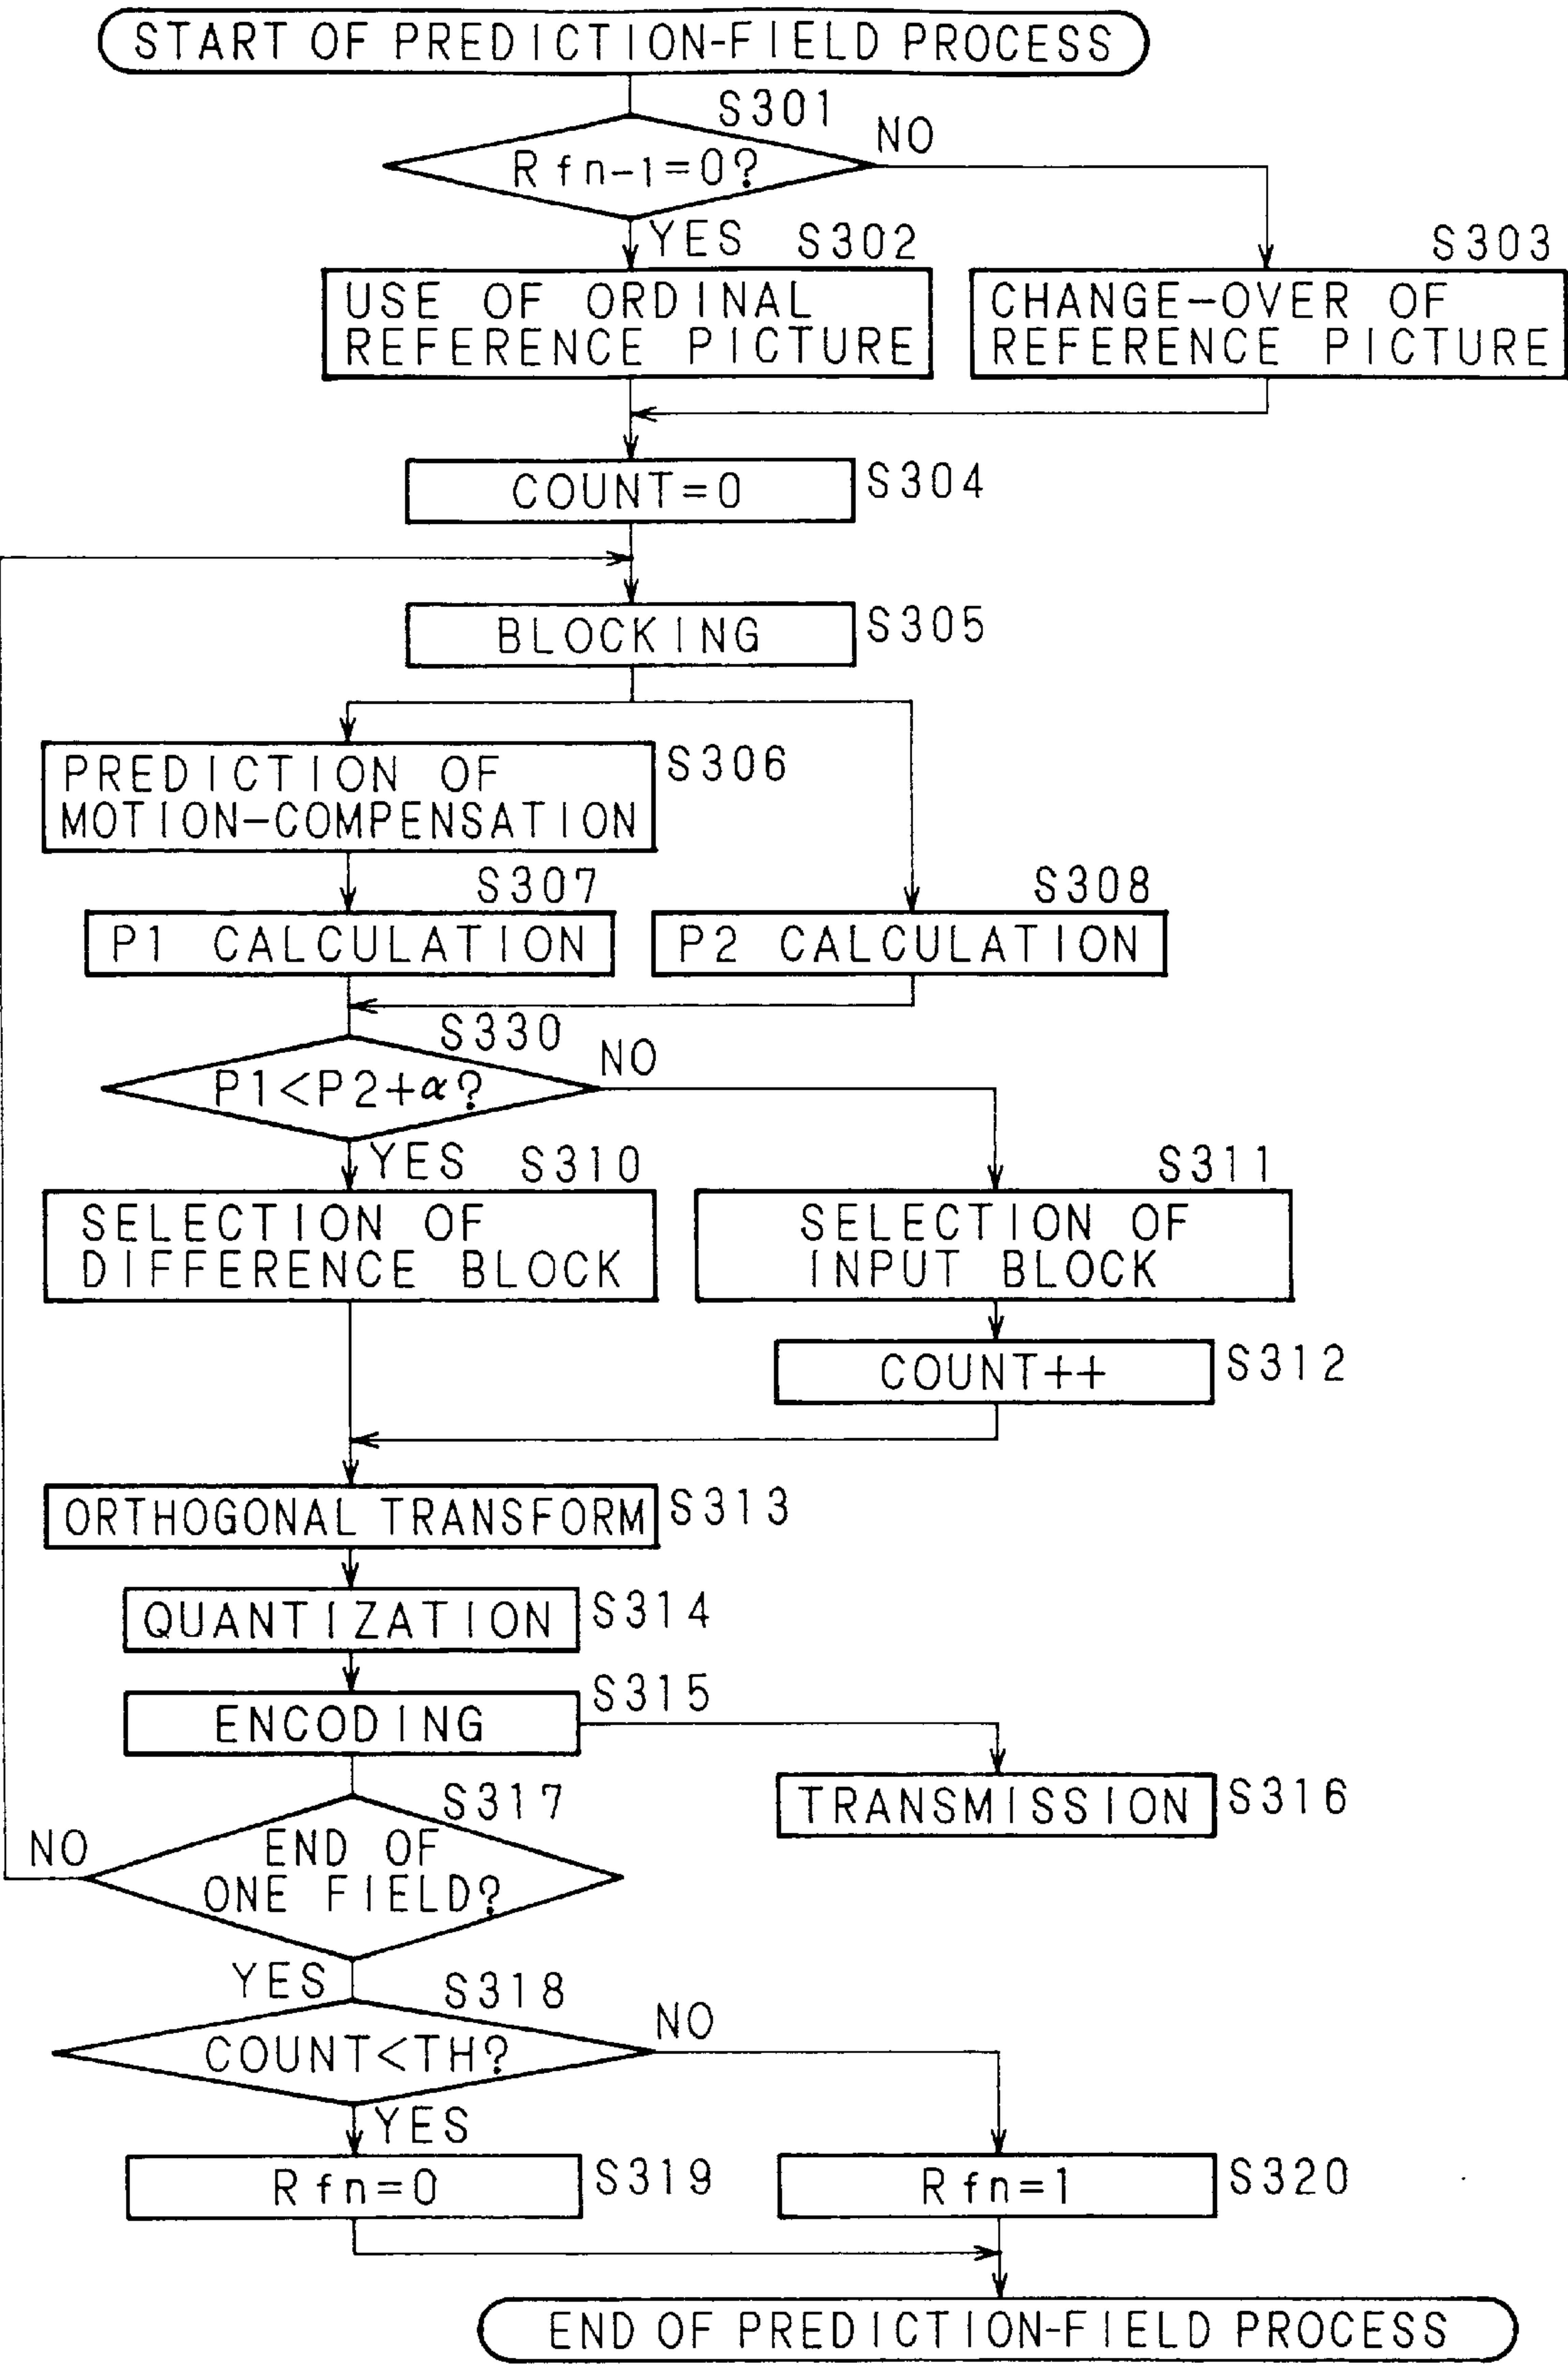 START OF PREDICTION-FIELD PROCESS
S301
Rfn-1=0?
NO
YES
S302
S303
USE OF ORDINAL
REFERENCE PICTURE
CHANGE-OVER OF
REFERENCE PICTURE
COUNT=0
S304
BLOCKING
S305
PREDICTION OF
MOTION-COMPENSATION
S306
S307
S308
P1 CALCULATION
P2 CALCULATION
S330
P1<P2+α?
NO
YES
S310
S311
SELECTION OF
DIFFERENCE BLOCK
SELECTION OF
INPUT BLOCK
COUNT++
S312
ORTHOGONAL TRANSFORM
S313
QUANTIZATION
S314
ENCODING
S315
TRANSMISSION
S316
S317
END OF
ONE FIELD?
NO
YES
S318
COUNT<TH?
NO
YES
Rfn=0
S319
Rfn=1
S320
END OF PREDICTION-FIELD PROCESS